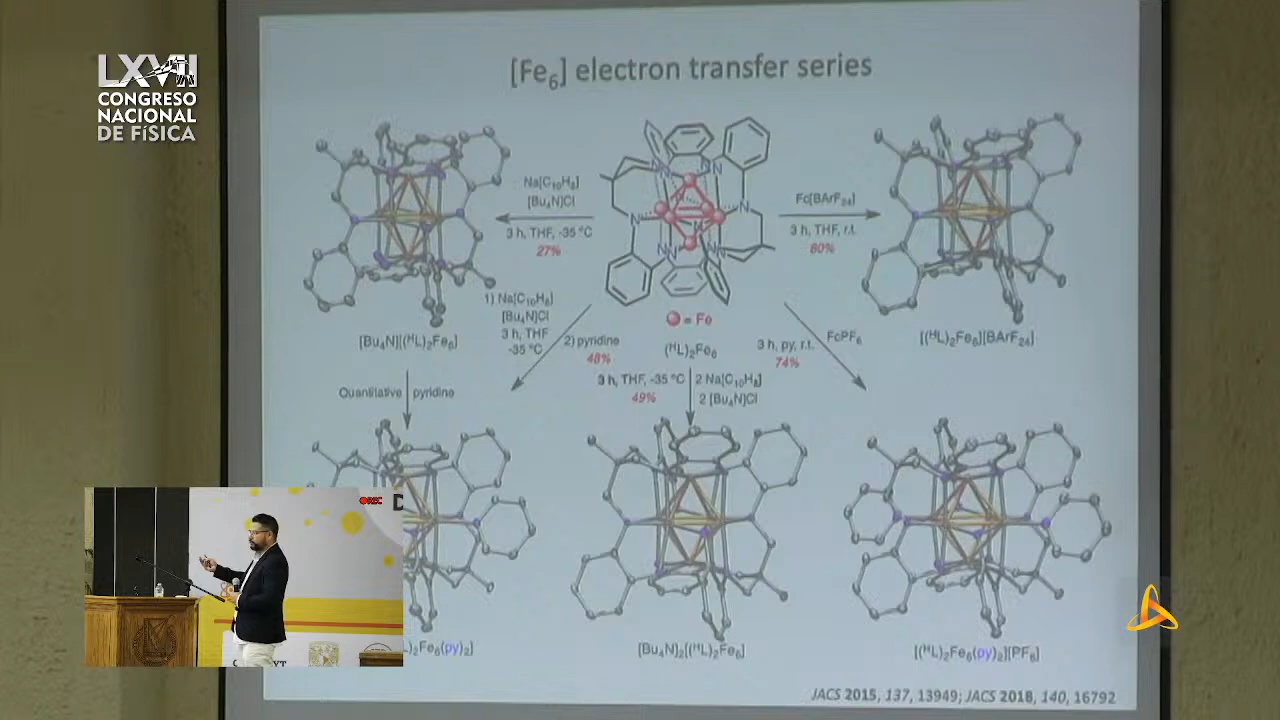 LXVII
CONGRESO
NACIONAL
DE FÍSICA
[Fe6] electron transfer series
Na[C10H8]
[Bu4N]Cl
3 h, THF, -35 °C
27%
Fc[BArF24]
3 h, THF, r.t.
80%
N
N
= Fe
(HL)2Fe6
[Bu4N][(HL)2Fe6]
[(HL)2Fe6][BArF24]
1) Na[C10H8]
[Bu4N]Cl
3 h, THF
-35 °C
2) pyridine
48%
3 h, THF, -35 °C
49%
2 Na[C10H8]
2 [Bu4N]Cl
3 h, py, r.t.
74%
FcPF6
Quantitative
pyridine
REC
L)2Fe6(py)2]
[Bu4N]2[(HL)2Fe6]
[(HL)2Fe6(py)2][PF6]
JACS 2015, 137, 13949; JACS 2018, 140, 16792